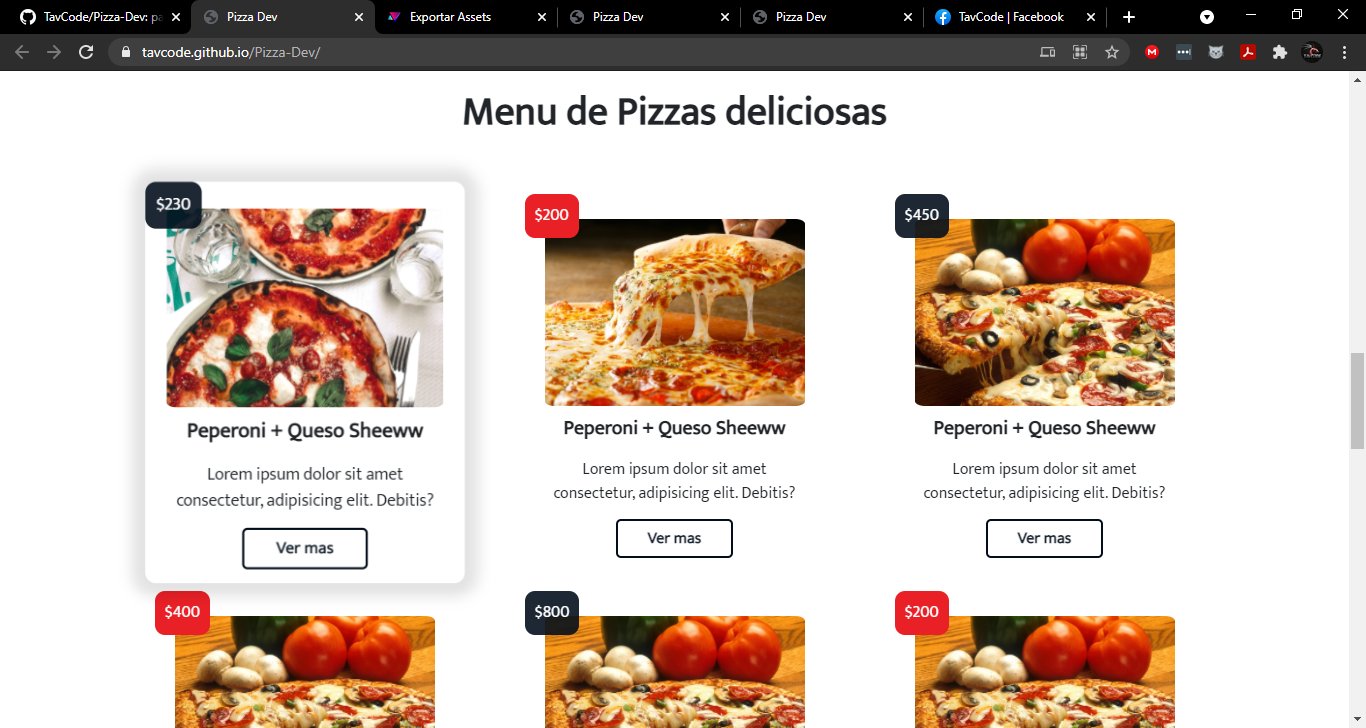 TavCode/Pizza-Dev: pa
Pizza Dev
Exportar Assets
Pizza Dev
Pizza Dev
TavCode | Facebook
tavcode.github.io/Pizza-Dev/
Menu de Pizzas deliciosas
$230
$200
$450
Peperoni + Queso Sheeww
Peperoni + Queso Sheeww
Peperoni + Queso Sheeww
Lorem ipsum dolor sit amet
consectetur, adipisicing elit. Debitis?
Lorem ipsum dolor sit amet
consectetur, adipisicing elit. Debitis?
Lorem ipsum dolor sit amet
consectetur, adipisicing elit. Debitis?
Ver mas
Ver mas
Ver mas
$400
$800
$200